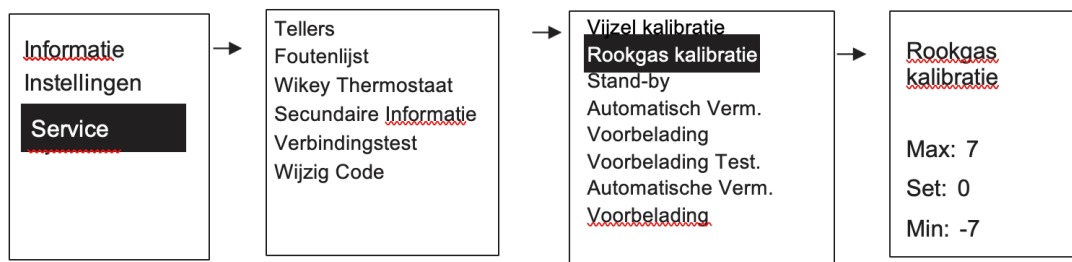 Informatie
Instellingen
Service
Tellers
Foutenlijst
Wikey Thermostaat
Secundaire Informatie
Verbindingstest
Wijzig Code
Vijzel kalibratie
Rookgas kalibratie
Stand-by
Automatisch Verm.
Voorbelading
Voorbelading Test.
Automatische Verm.
Voorbelading
Rookgas
kalibratie
Max: 7
Set: 0
Min: -7